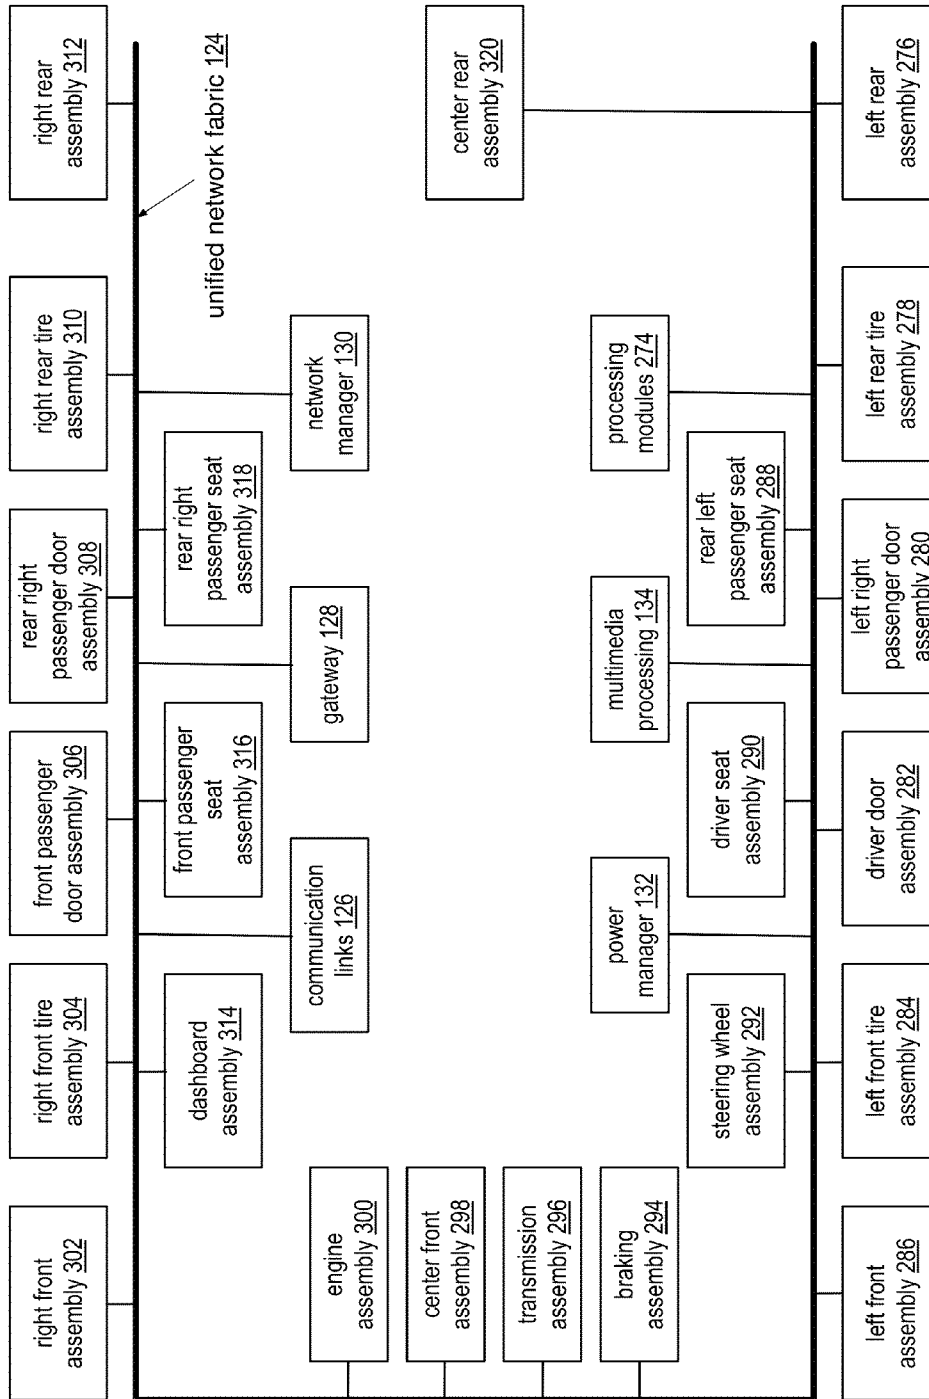 right front
assembly 302
right front tire
assembly 304
front passenger
door assembly 306
rear right
passenger door
assembly 308
right rear tire
assembly 310
right rear
assembly 312
unified network fabric 124
dashboard
assembly 314
front passenger
seat
assembly 316
rear right
passenger seat
assembly 318
communication
links 126
gateway 128
network
manager 130
engine
assembly 300
center front
assembly 298
transmission
assembly 296
braking
assembly 294
center rear
assembly 320
power
manager 132
multimedia
processing 134
processing
modules 274
steering wheel
assembly 292
driver seat
assembly 290
rear left
passenger seat
assembly 288
left front
assembly 286
left front tire
assembly 284
driver door
assembly 282
left right
passenger door
assembly 280
left rear tire
assembly 278
left rear
assembly 276